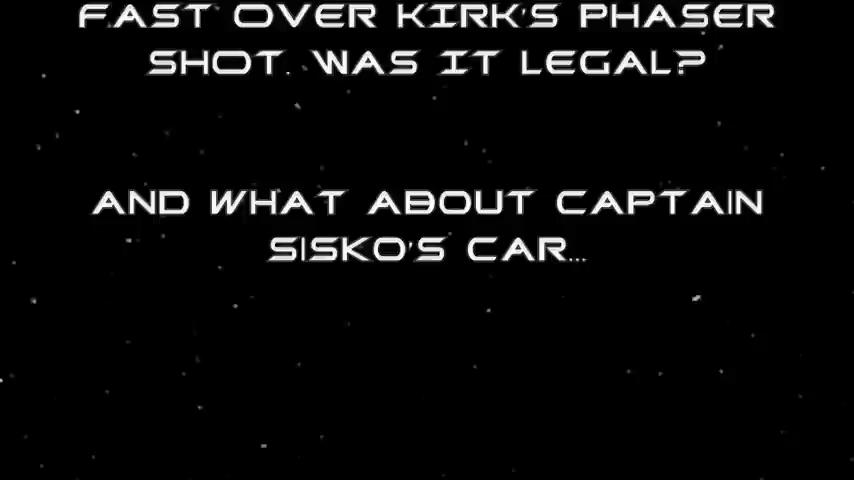 FAST OVER KIRK'S PHASER
SHOT. WAS IT LEGAL?
AND WHAT ABOUT CAPTAIN
SISKO'S CAR...